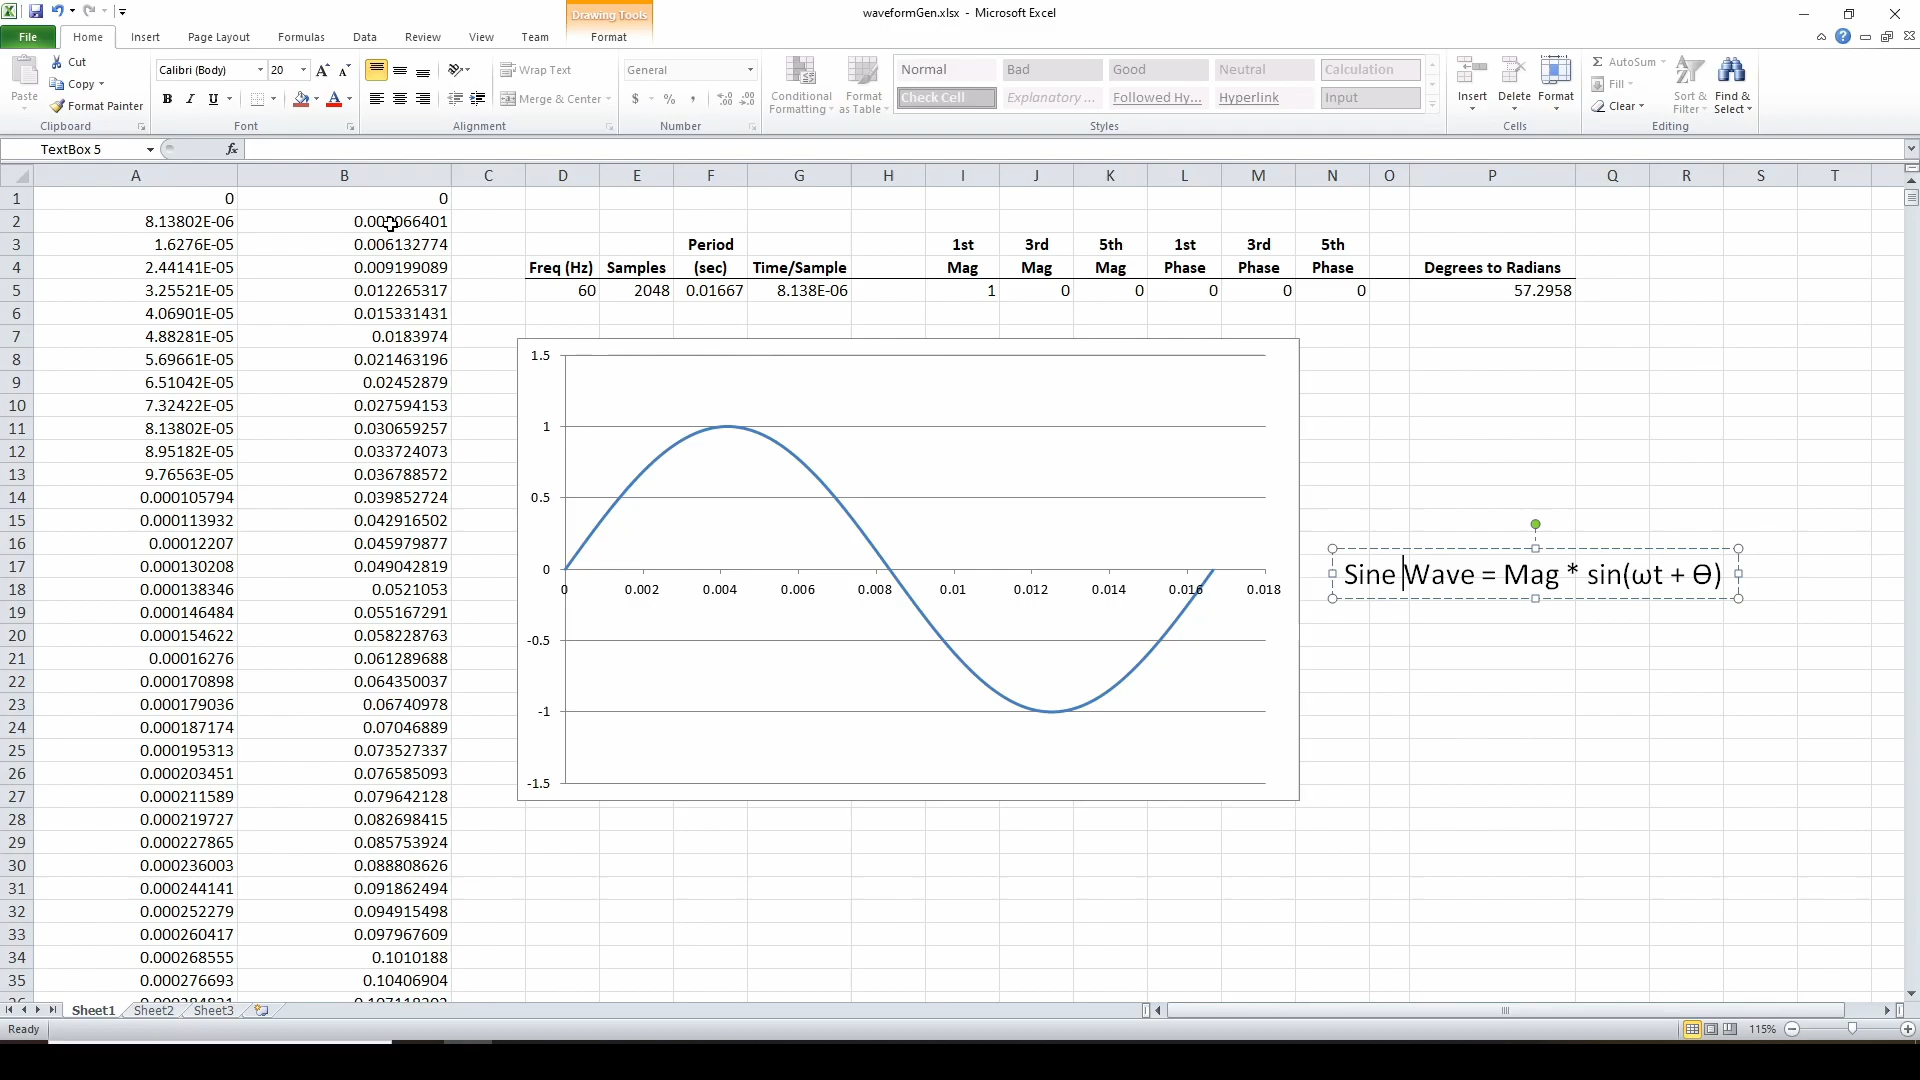 Drawing Tools
waveformGen.xlsx - Microsoft Excel
File Home Insert Page Layout Formulas Data Review View Team Format
Paste
Cut
Copy
Format Painter
Clipboard
Calibri (Body) 20
B I U
Font
Wrap Text
Merge & Center
Alignment
General
$ % ,
Number
Conditional Formatting
Format as Table
Normal Bad Good Neutral Calculation
Check Cell Explanatory ... Followed Hy... Hyperlink Input
Styles
Insert Delete Format
Cells
AutoSum
Fill
Clear
Sort & Filter
Find & Select
Editing
TextBox 5
fx
A B C D E F G H I J K L M N O P Q R S T
1 0 0
2 8.13802E-06
3 1.6276E-05 0.006132774 Period 1st 3rd 5th 1st 3rd 5th
4 2.44141E-05 0.009199089 Freq (Hz) Samples (sec) Time/Sample Mag Mag Mag Phase Phase Phase Degrees to Radians
5 3.25521E-05 0.012265317 60 2048 0.01667 8.138E-06 1 0 0 0 0 0 57.2958
6 4.06901E-05 0.015331431
7 4.88281E-05 0.0183974
8 5.69661E-05 0.021463196
9 6.51042E-05 0.02452879
10 7.32422E-05 0.027594153
11 8.13802E-05 0.030659257
12 8.95182E-05 0.033724073
13 9.76563E-05 0.036788572
14 0.000105794 0.039852724
15 0.000113932 0.042916502
16 0.00012207 0.045979877
17 0.000130208 0.049042819
18 0.000138346 0.0521053
19 0.000146484 0.055167291
20 0.000154622 0.058228763
21 0.00016276 0.061289688
22 0.000170898 0.064350037
23 0.000179036 0.06740978
24 0.000187174 0.07046889
25 0.000195313 0.073527337
26 0.000203451 0.076585093
27 0.000211589 0.079642128
28 0.000219727 0.082698415
29 0.000227865 0.085753924
30 0.000236003 0.088808626
31 0.000244141 0.091862494
32 0.000252279 0.094915498
33 0.000260417 0.097967609
34 0.000268555 0.1010188
35 0.000276693 0.10406904
1.5
1
0.5
0
-0.5
-1
-1.5
0 0.002 0.004 0.006 0.008 0.01 0.012 0.014 0.016 0.018
Sine Wave = Mag * sin(ωt + Θ)
Sheet1 Sheet2 Sheet3
Ready
115%